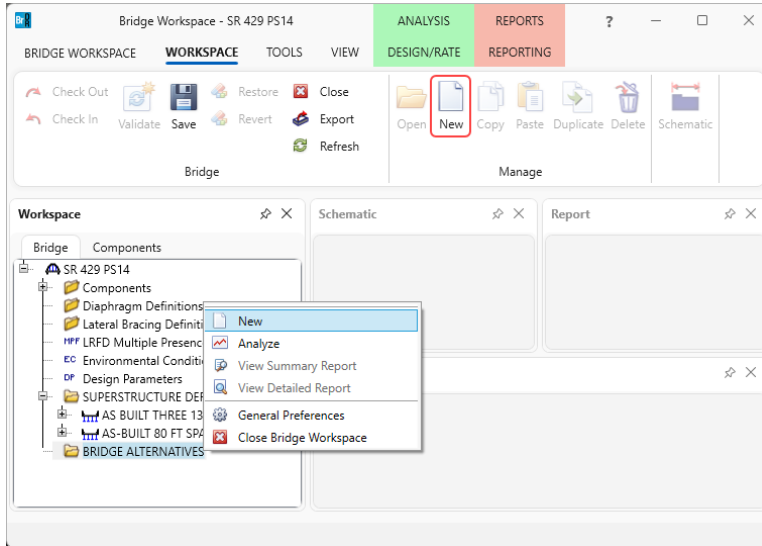 Br Bridge Workspace - SR 429 PS14 ANALYSIS REPORTS ?
BRIDGE WORKSPACE WORKSPACE TOOLS VIEW DESIGN/RATE REPORTING
Check Out Restore Close
Check In Validate Save Revert Export Open New Copy Paste Duplicate Delete Schematic
Refresh
Bridge Manage
Workspace Schematic Report
Bridge Components
SR 429 PS14
Components
Diaphragm Definitions
Lateral Bracing Definiti New
MPF LRFD Multiple Presenc Analyze
EC Environmental Conditi View Summary Report
DP Design Parameters View Detailed Report
SUPERSTRUCTURE DEF
AS BUILT THREE 13 General Preferences
AS-BUILT 80 FT SPA Close Bridge Workspace
BRIDGE ALTERNATIVES